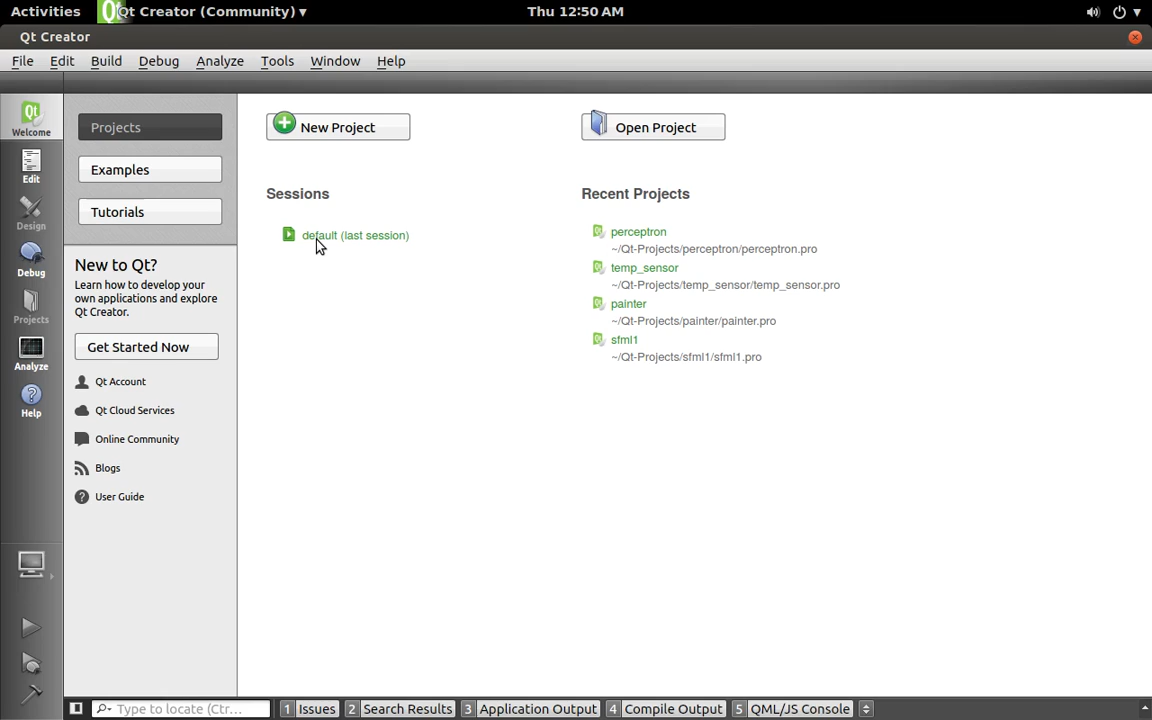 Activities Qt Creator (Community) ▾ Thu 12:50 AM
Qt Creator
File Edit Build Debug Analyze Tools Window Help
Welcome
Edit
Design
Debug
Projects
Analyze
Help
Projects
Examples
Tutorials
New to Qt?
Learn how to develop your
own applications and explore
Qt Creator.
Get Started Now
Qt Account
Qt Cloud Services
Online Community
Blogs
User Guide
New Project
Open Project
Sessions
default (last session)
Recent Projects
perceptron
~/Qt-Projects/perceptron/perceptron.pro
temp_sensor
~/Qt-Projects/temp_sensor/temp_sensor.pro
painter
~/Qt-Projects/painter/painter.pro
sfml1
~/Qt-Projects/sfml1/sfml1.pro
Type to locate (Ctr... 1 Issues 2 Search Results 3 Application Output 4 Compile Output 5 QML/JS Console